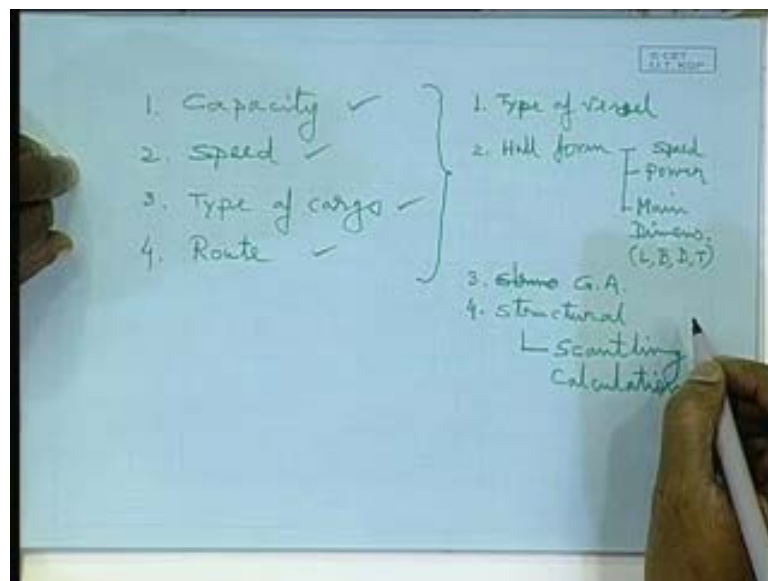 1. Capacity ✓
2. Speed ✓
3. Type of cargo ✓
4. Route ✓
1. Type of vessel
2. Hull form - Speed
- Power
- Main
Dimens.
(L, B, D, T)
3. G.A.
4. Structural
Scantling
Calculation
I.I.T. KGP